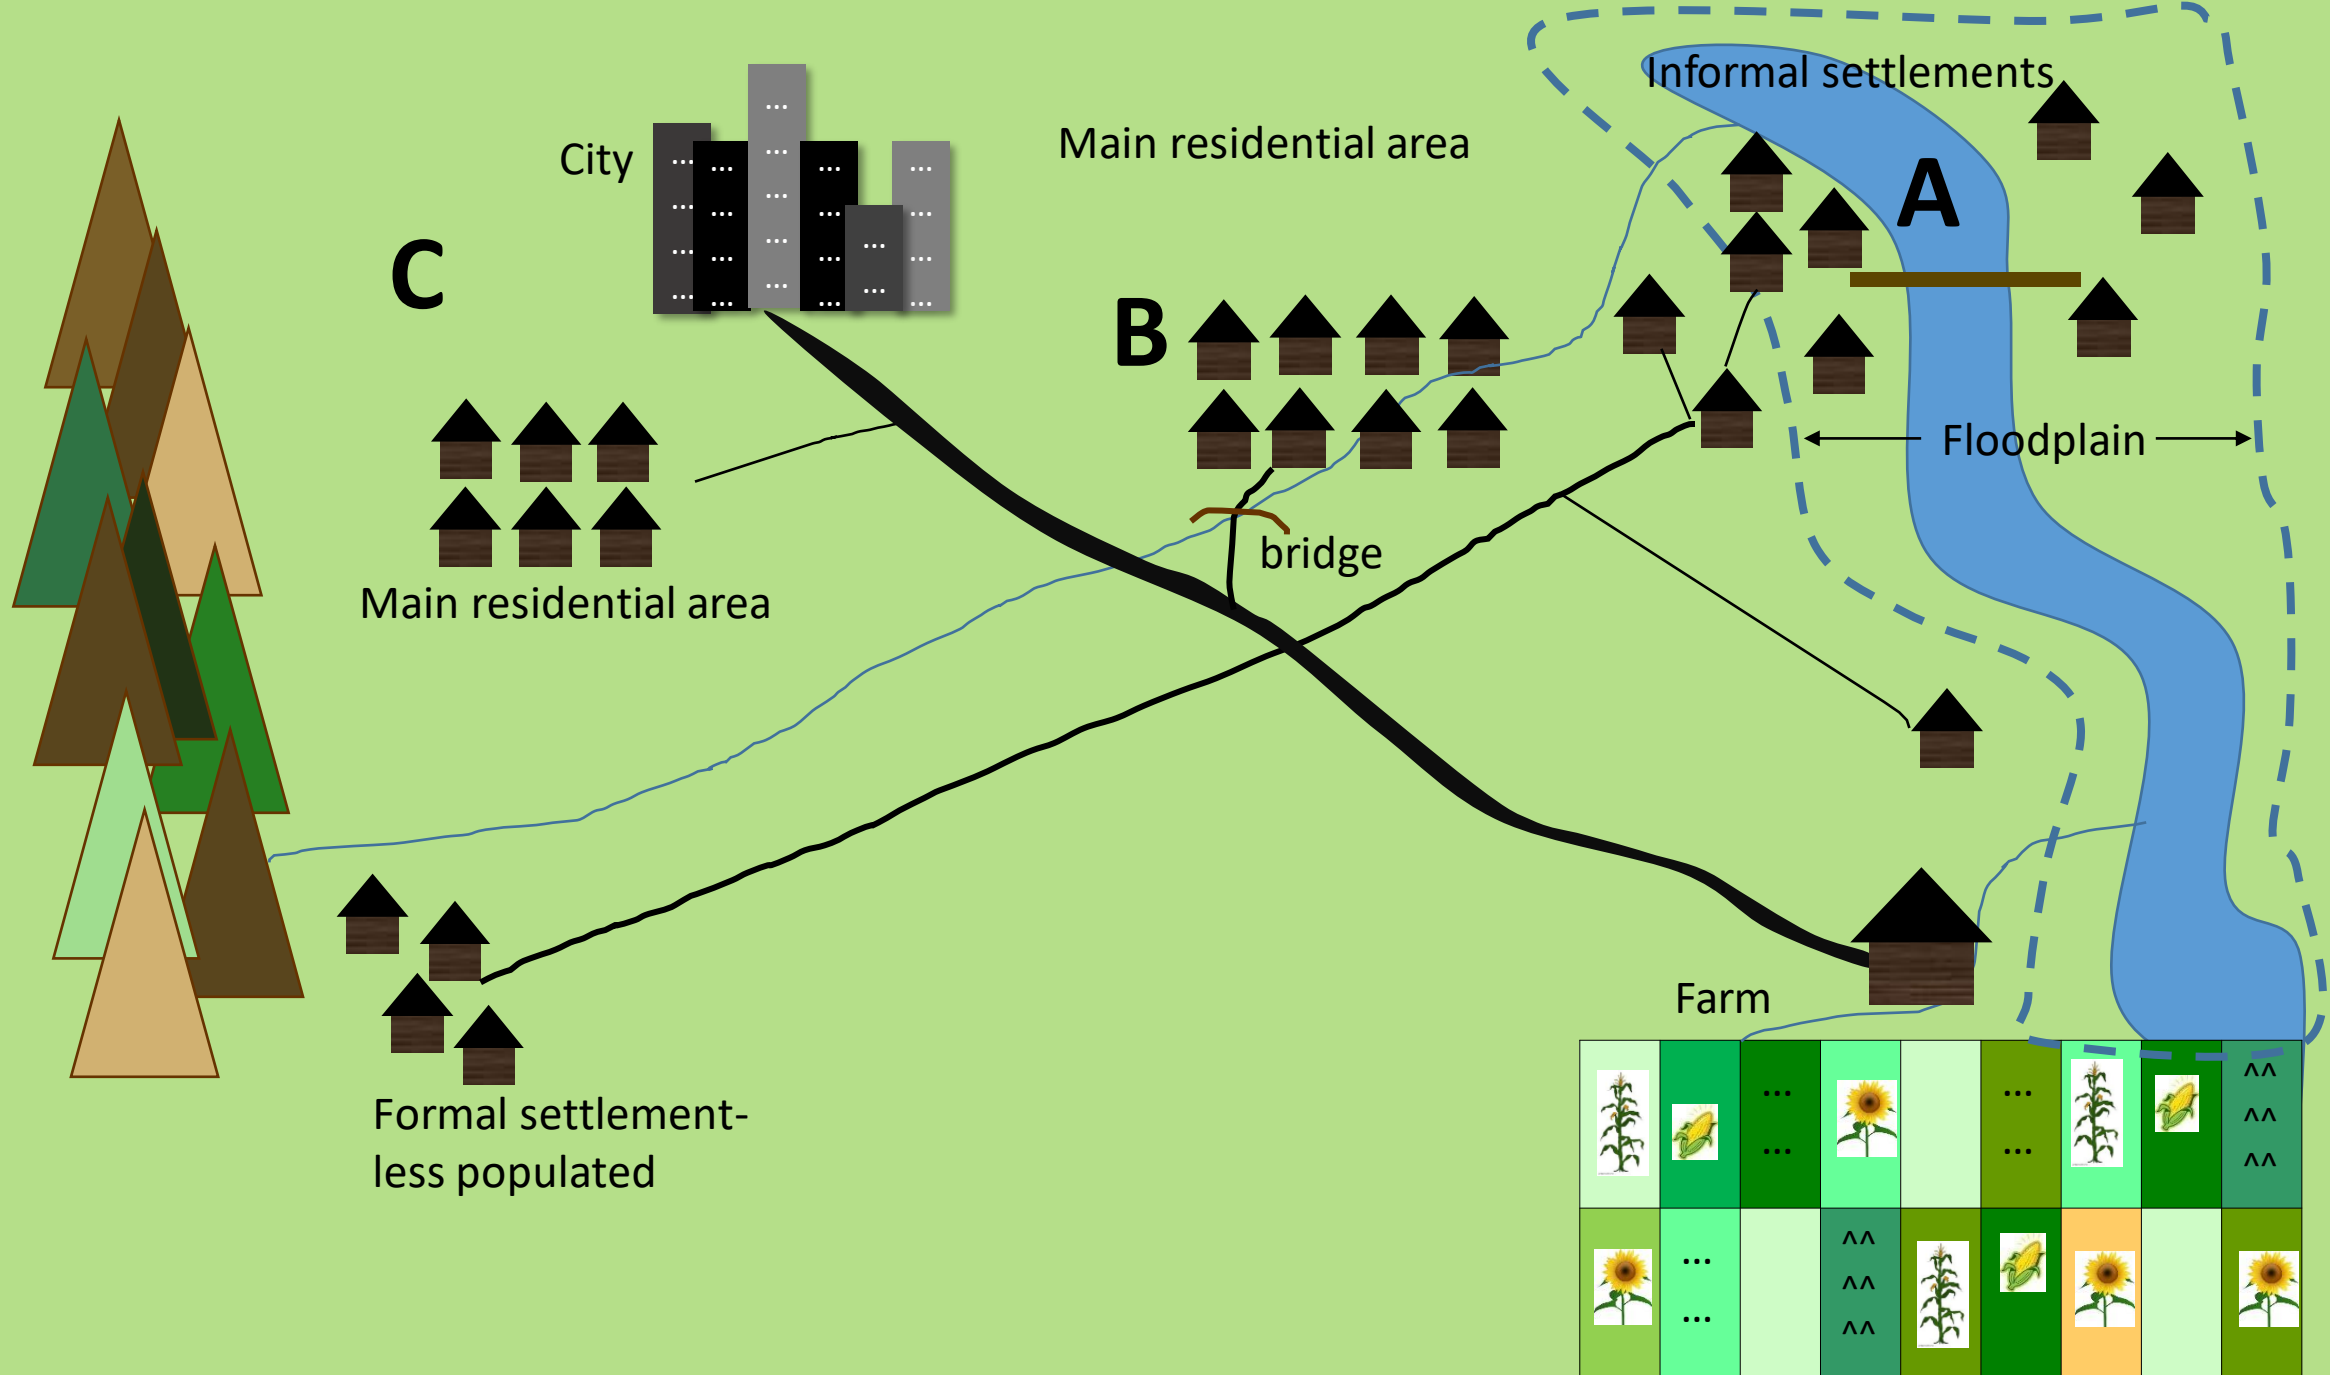 Informal settlements
City
Main residential area
A
C
B
Floodplain
bridge
Main residential area
Farm
Formal settlement-
less populated